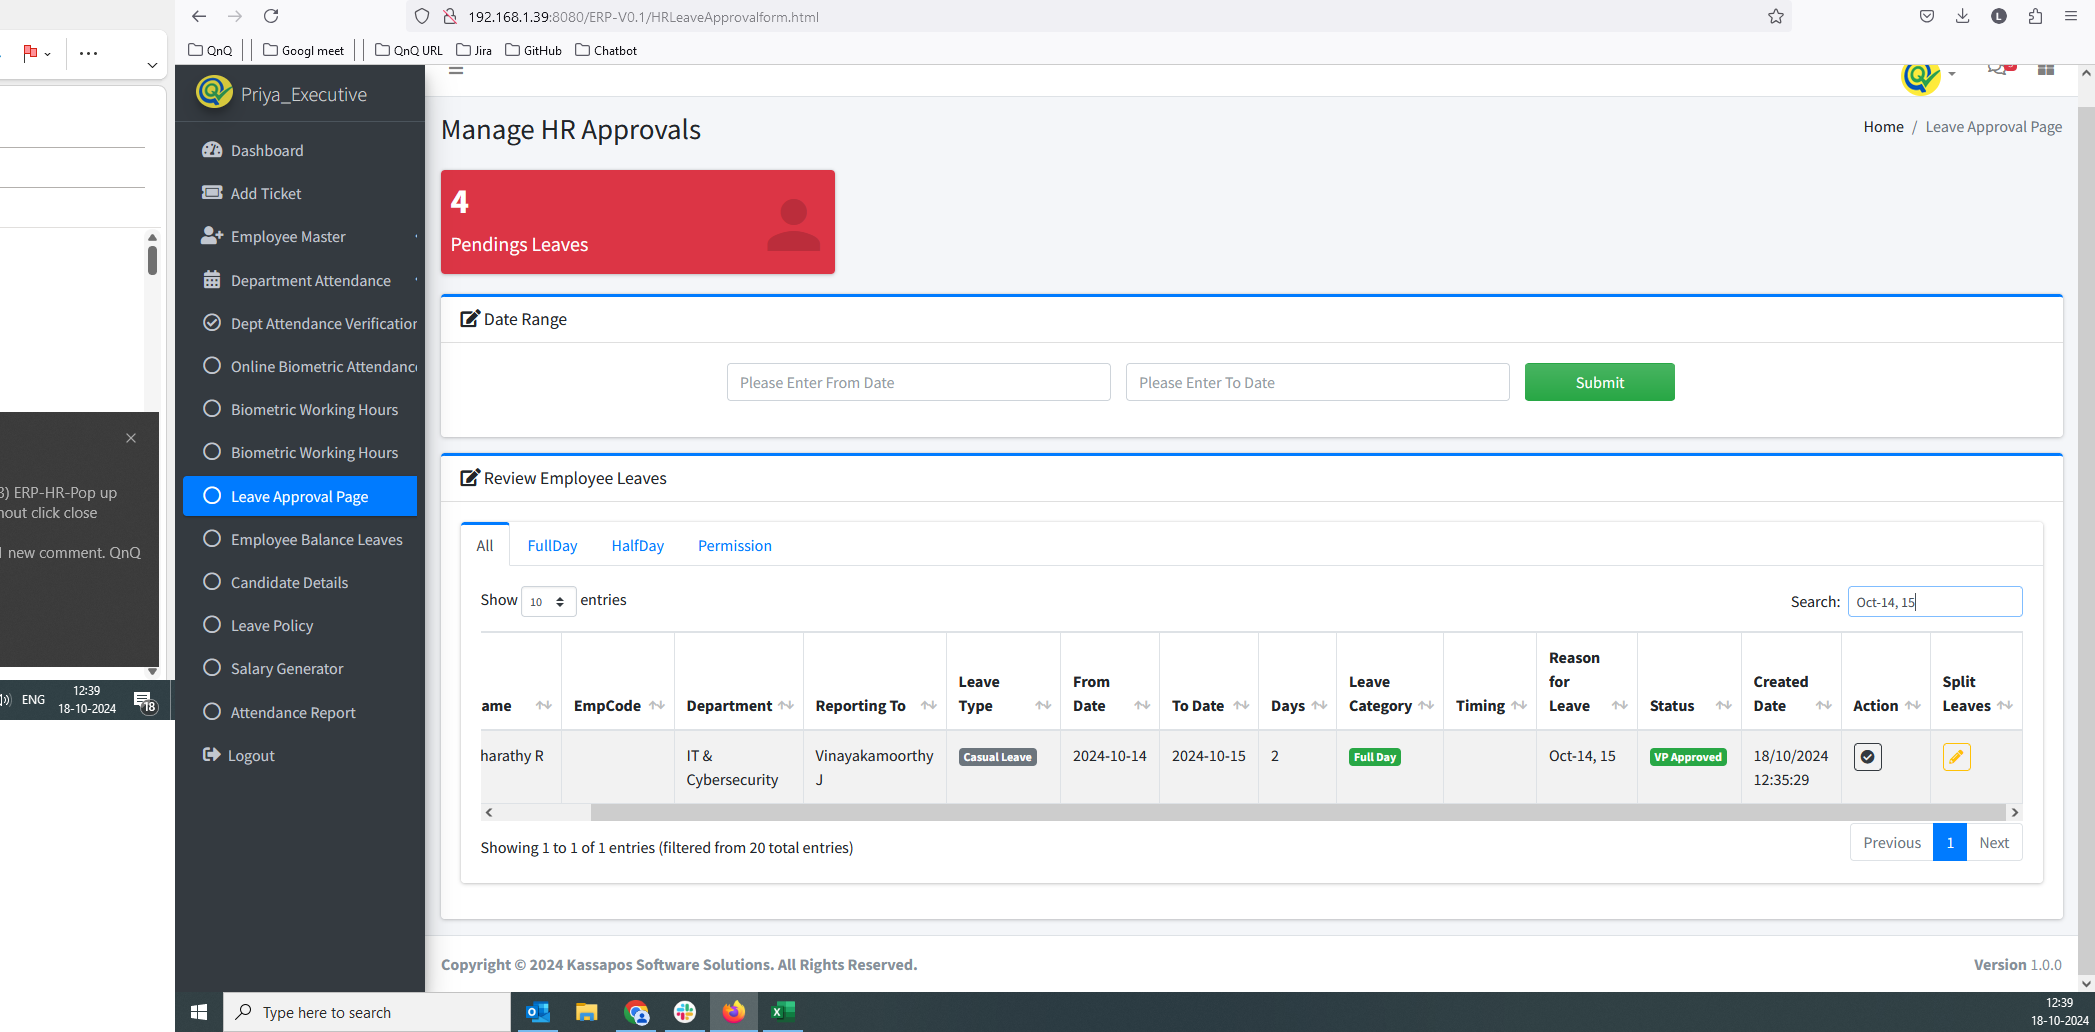 192.168.1.39:8080/ERP-V0.1/HRLeaveApprovalform.html
QnQ
Googl meet
QnQ URL
Jira
GitHub
Chatbot
Priya_Executive
Dashboard
Add Ticket
Employee Master
Department Attendance
Dept Attendance Verification
Online Biometric Attendance
Biometric Working Hours
Biometric Working Hours
Leave Approval Page
Employee Balance Leaves
Candidate Details
Leave Policy
Salary Generator
Attendance Report
Logout
3) ERP-HR-Pop up
hout click close
new comment. QnQ
ENG
12:39
18-10-2024
18
Manage HR Approvals
Home / Leave Approval Page
4
Pendings Leaves
Date Range
Please Enter From Date
Please Enter To Date
Submit
Review Employee Leaves
All
FullDay
HalfDay
Permission
Show 10 entries
Search: Oct-14, 15
ame
EmpCode
Department
Reporting To
Leave Type
From Date
To Date
Days
Leave Category
Timing
Reason for Leave
Status
Created Date
Action
Split Leaves
harathy R
IT & Cybersecurity
Vinayakamoorthy J
Casual Leave
2024-10-14
2024-10-15
2
Full Day
Oct-14, 15
VP Approved
18/10/2024 12:35:29
Showing 1 to 1 of 1 entries (filtered from 20 total entries)
Previous
1
Next
Copyright © 2024 Kassapos Software Solutions. All Rights Reserved.
Version 1.0.0
Type here to search
12:39
18-10-2024